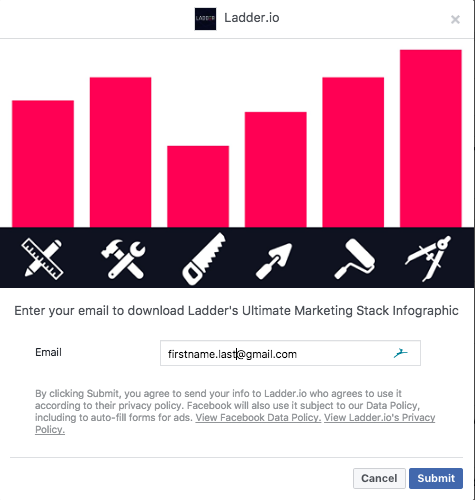 LADDER
Ladder.io
×
Enter your email to download Ladder's Ultimate Marketing Stack Infographic
Email
firstname.last@gmail.com
By clicking Submit, you agree to send your info to Ladder.io who agrees to use it
according to their privacy policy. Facebook will also use it subject to our Data Policy,
including to auto-fill forms for ads. View Facebook Data Policy. View Ladder.io's Privacy
Policy.
Cancel
Submit